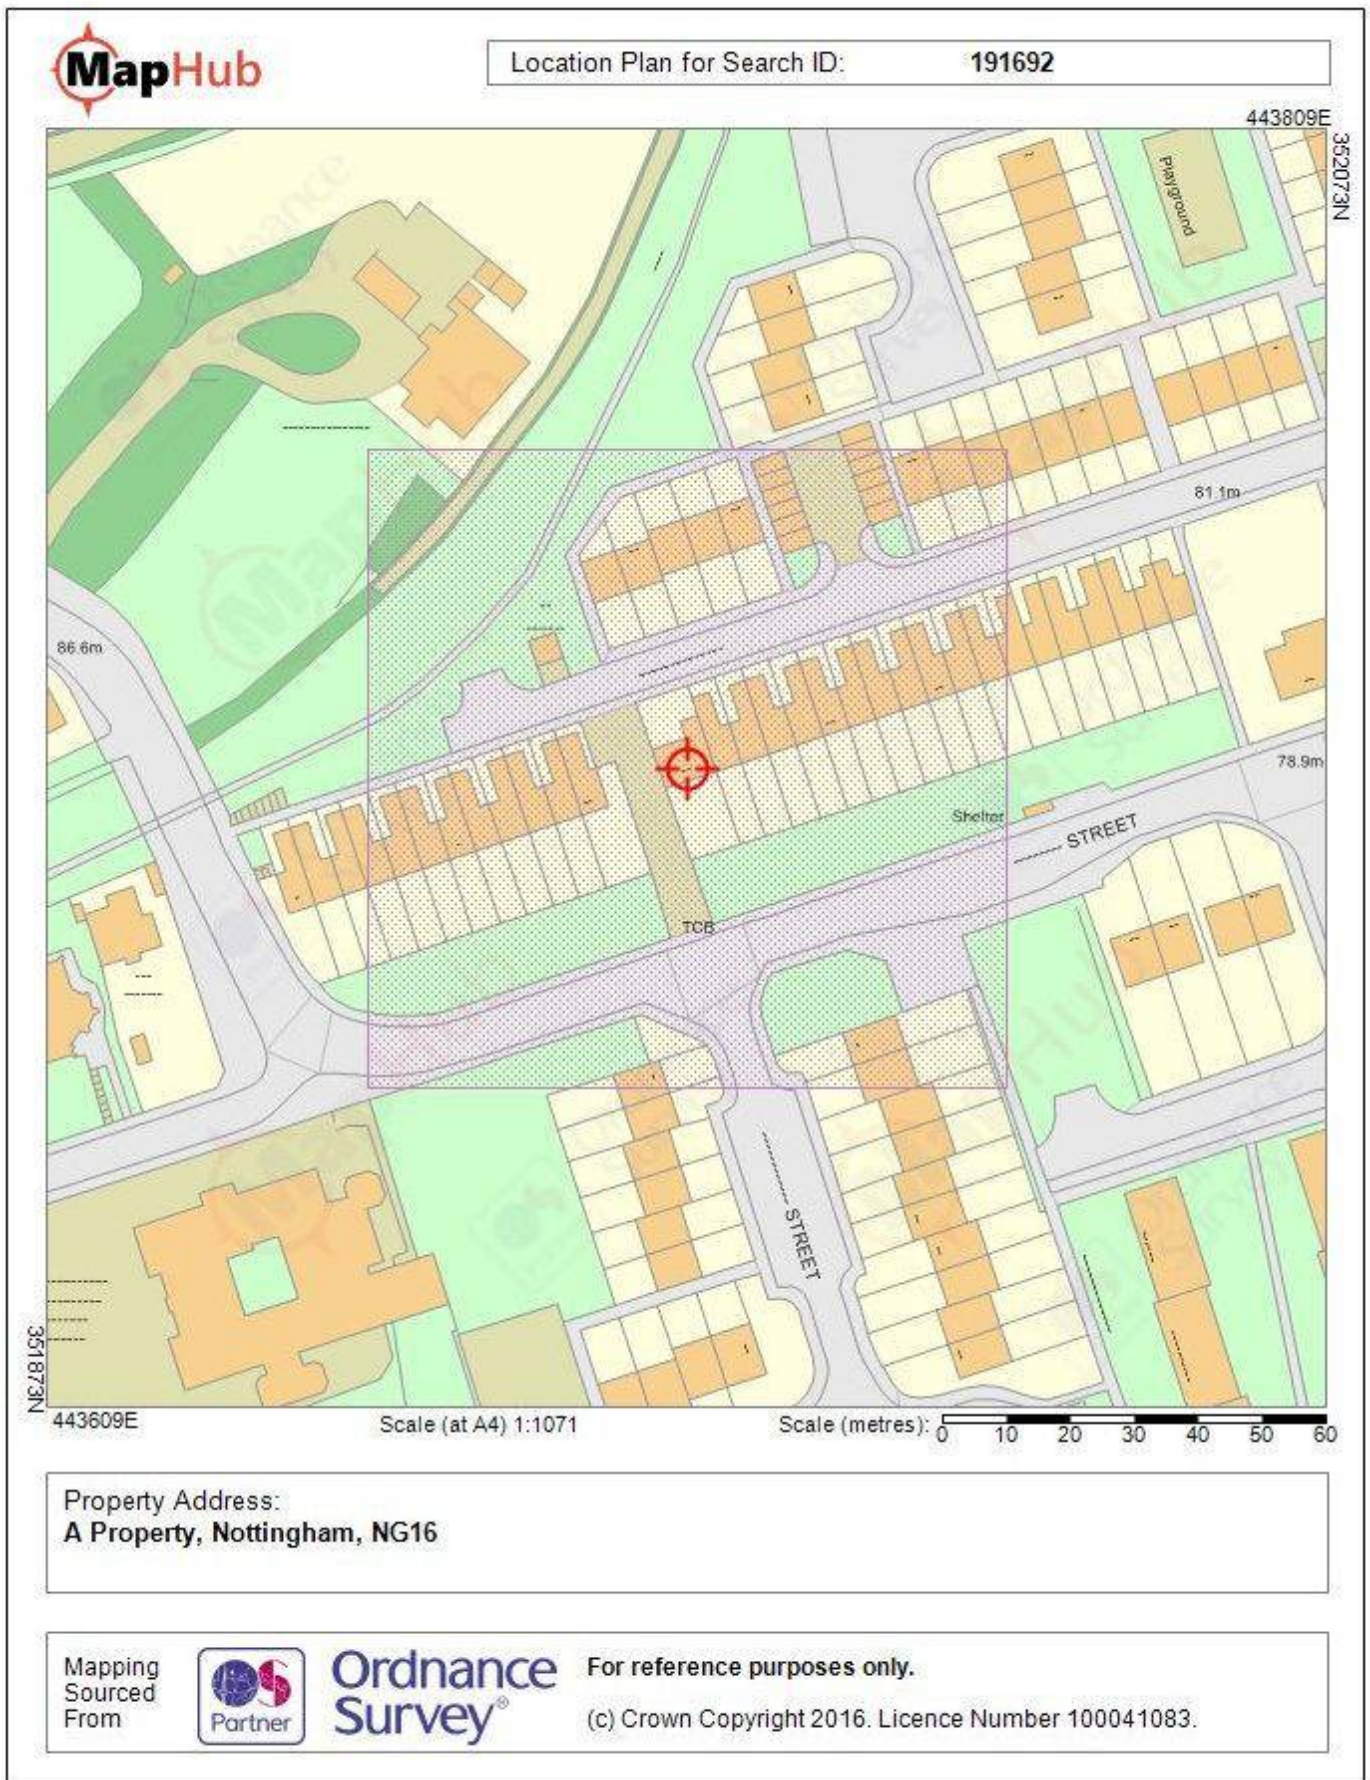 MapHub
Location Plan for Search ID: 191692
443809E
352073N
Playground
81.1m
86.6m
78.9m
Shelter
STREET
TCB
STREET
351873N
443609E
Scale (at A4) 1:1071
Scale (metres): 0 10 20 30 40 50 60
Property Address:
A Property, Nottingham, NG16
Mapping
Sourced
From
OS
Partner
Ordnance
Survey®
For reference purposes only.
(c) Crown Copyright 2016. Licence Number 100041083.